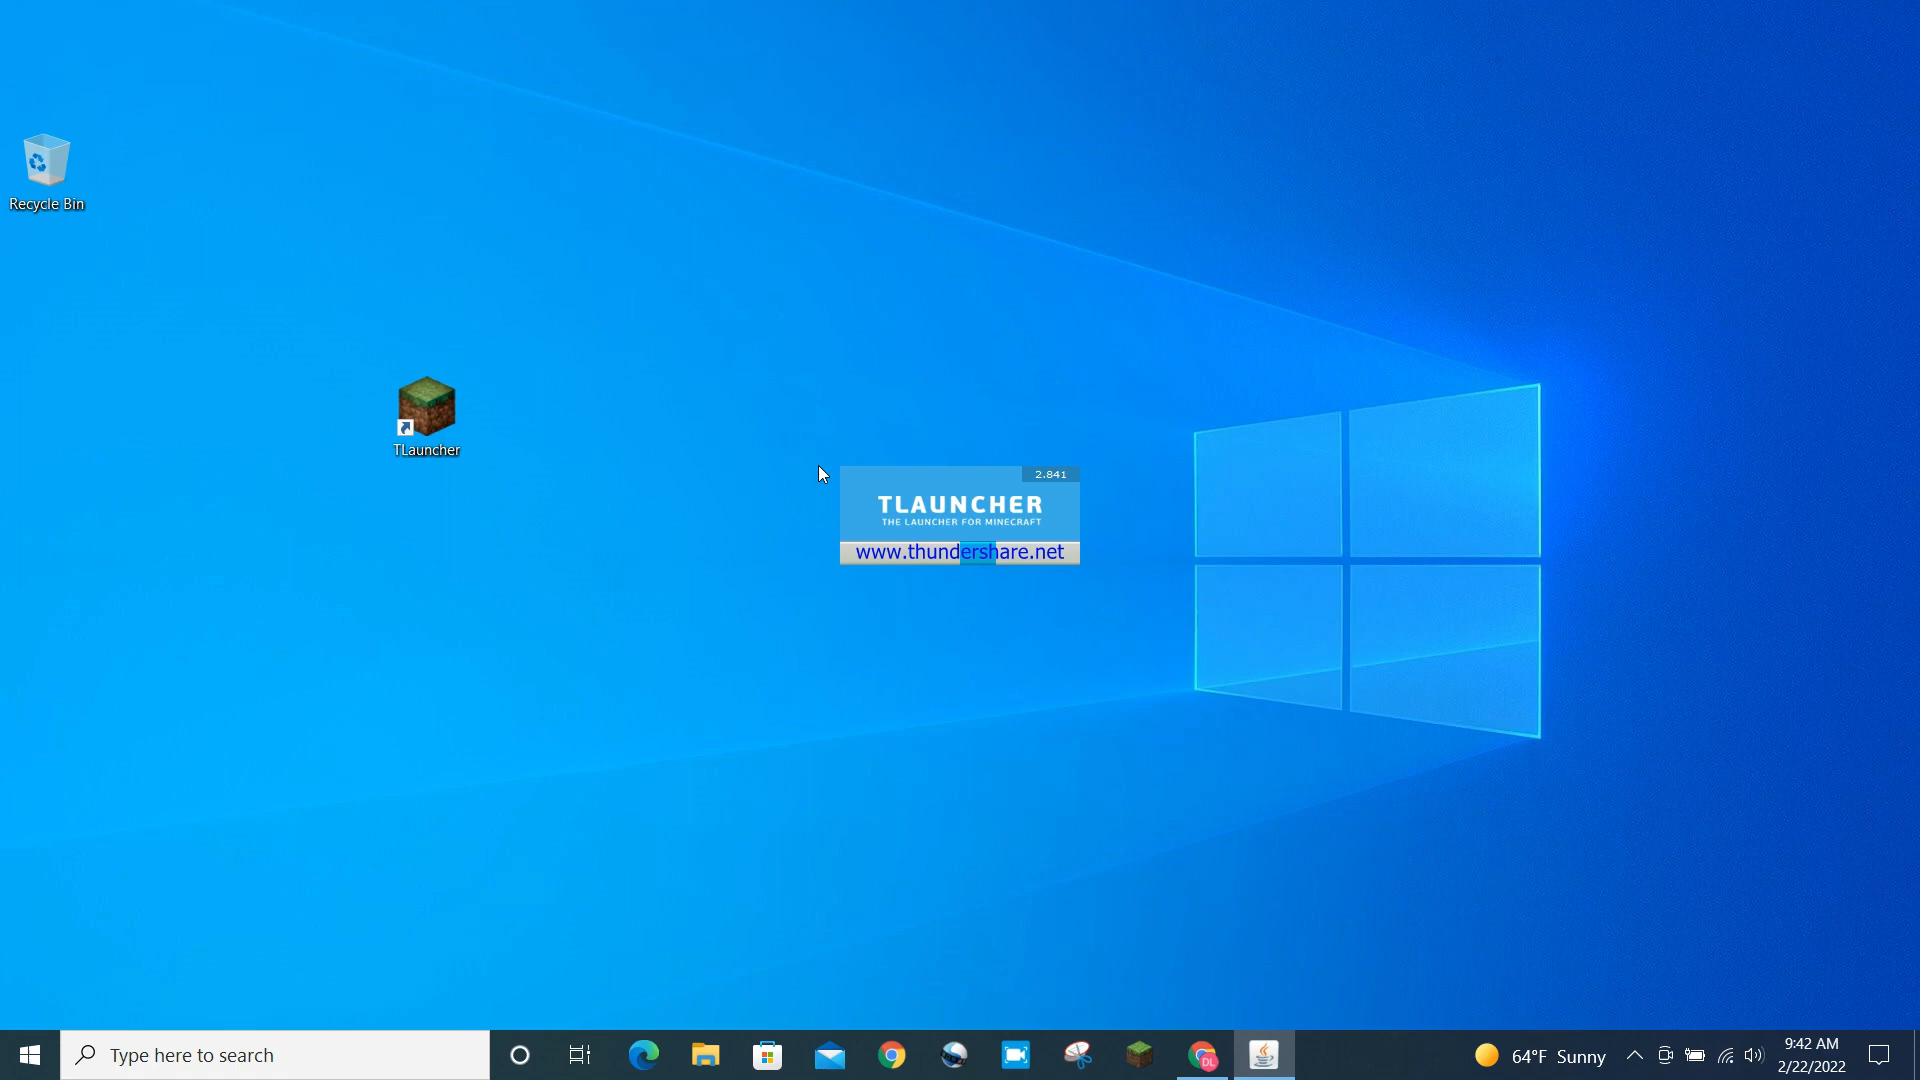 Recycle Bin
TLauncher
2.841
TLAUNCHER
THE LAUNCHER FOR MINECRAFT
www.thundershare.net
Type here to search
DL
64°F Sunny
9:42 AM
2/22/2022